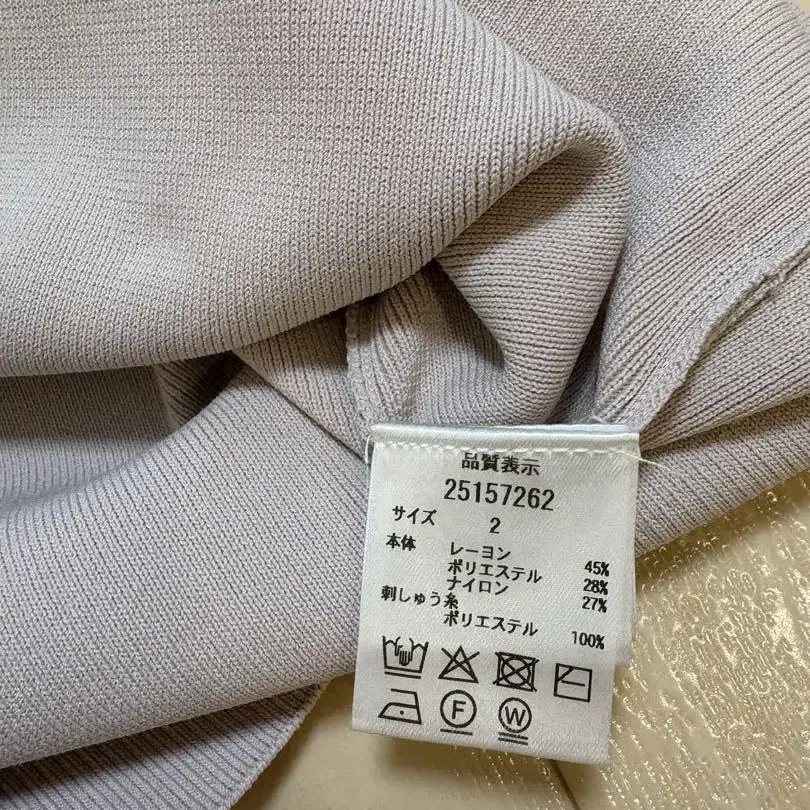 品質表示
25157262
サイズ 2
本体 レーヨン 45%
ポリエステル 28%
ナイロン 27%
刺しゅう糸
ポリエステル 100%
F W